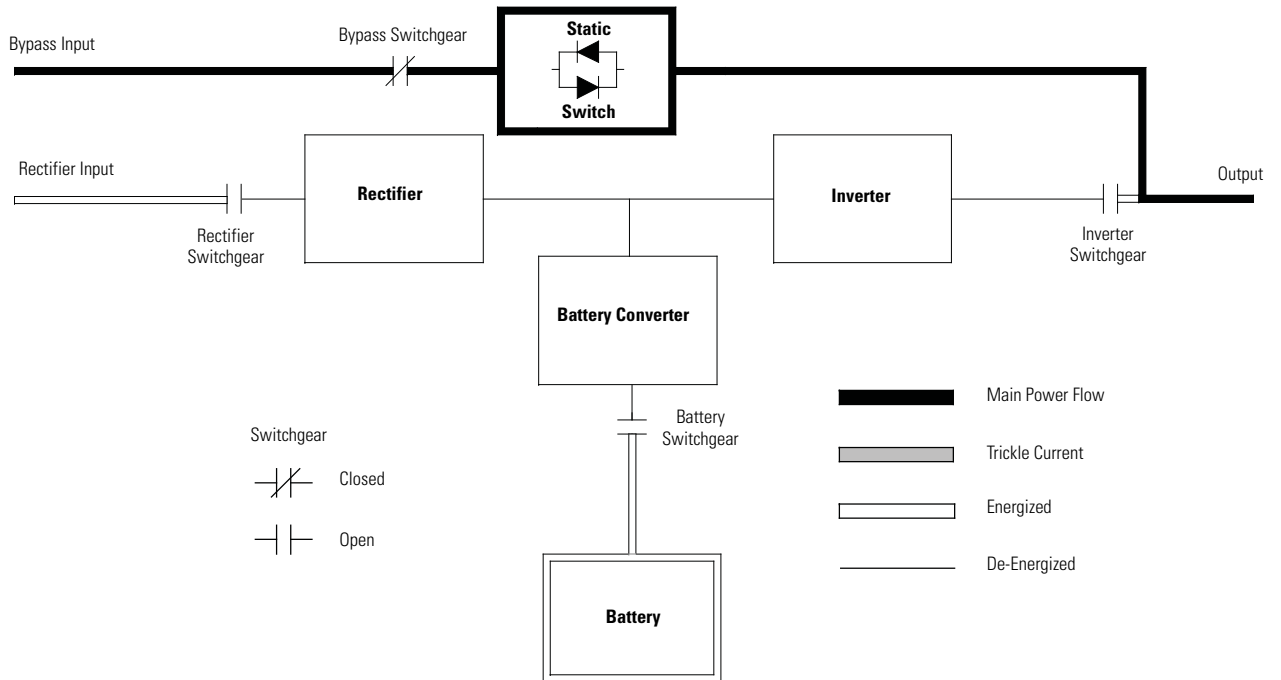 Bypass Input
Bypass Switchgear
Static
Switch
Rectifier Input
Rectifier
Switchgear
Rectifier
Inverter
Inverter
Switchgear
Output
Battery Converter
Battery
Switchgear
Battery
Switchgear
Closed
Open
Main Power Flow
Trickle Current
Energized
De-Energized